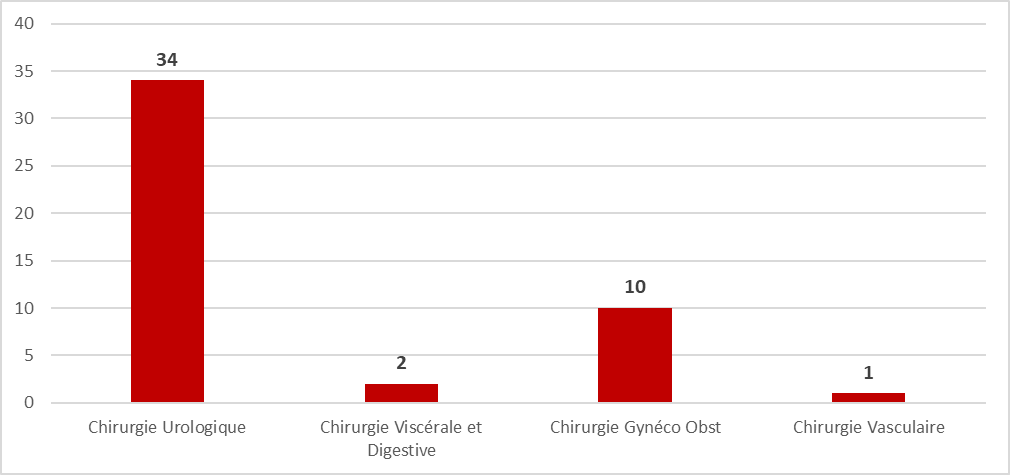 40
35
30
25
20
15
10
5
0
34
2
10
1
Chirurgie Urologique
Chirurgie Viscérale et
Digestive
Chirurgie Gynéco Obst
Chirurgie Vasculaire